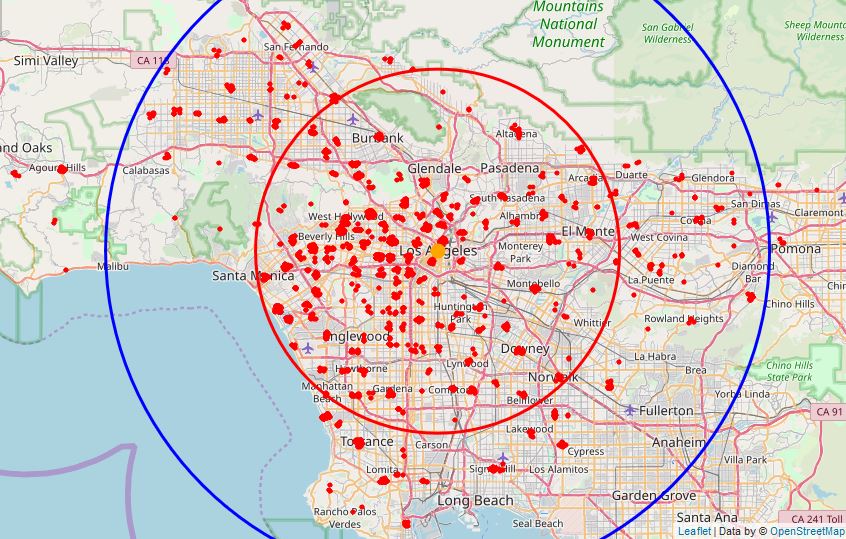 Mountains
National
Monument
San Gabriel
Wilderness
Sheep Mounta
Wilderness
San Fernando
Simi Valley
CA 118
Burbank
Altadena
and Oaks
Agoura Hills
Calabasas
Glendale
Pasadena
Arcadia
Duarte
Glendora
South Pasadena
San Dimas
Claremont
West Hollywood
Alhambra
Beverly Hills
El Monte
Covina
West Covina
Los Angeles
Monterey
Park
Pomona
Malibu
Santa Monica
Montebello
La Puente
Diamond
Bar
Chino Hills
Huntington
Park
Whittier
Rowland Heights
Inglewood
Downey
La Habra
Brea
Chino Hills
State Park
Lynwood
Hawthorne
Norwalk
Manhattan
Beach
Gardena
Compton
Bellflower
Yorba Linda
Fullerton
CA 91
Lakewood
Torrance
Carson
Cypress
Anaheim
Villa Park
Lomita
Signal Hill
Los Alamitos
Long Beach
Garden Grove
Rancho Palos
Verdes
Seal Beach
Santa Ana
CA 241 Toll
Leaflet | Data by © OpenStreetMap